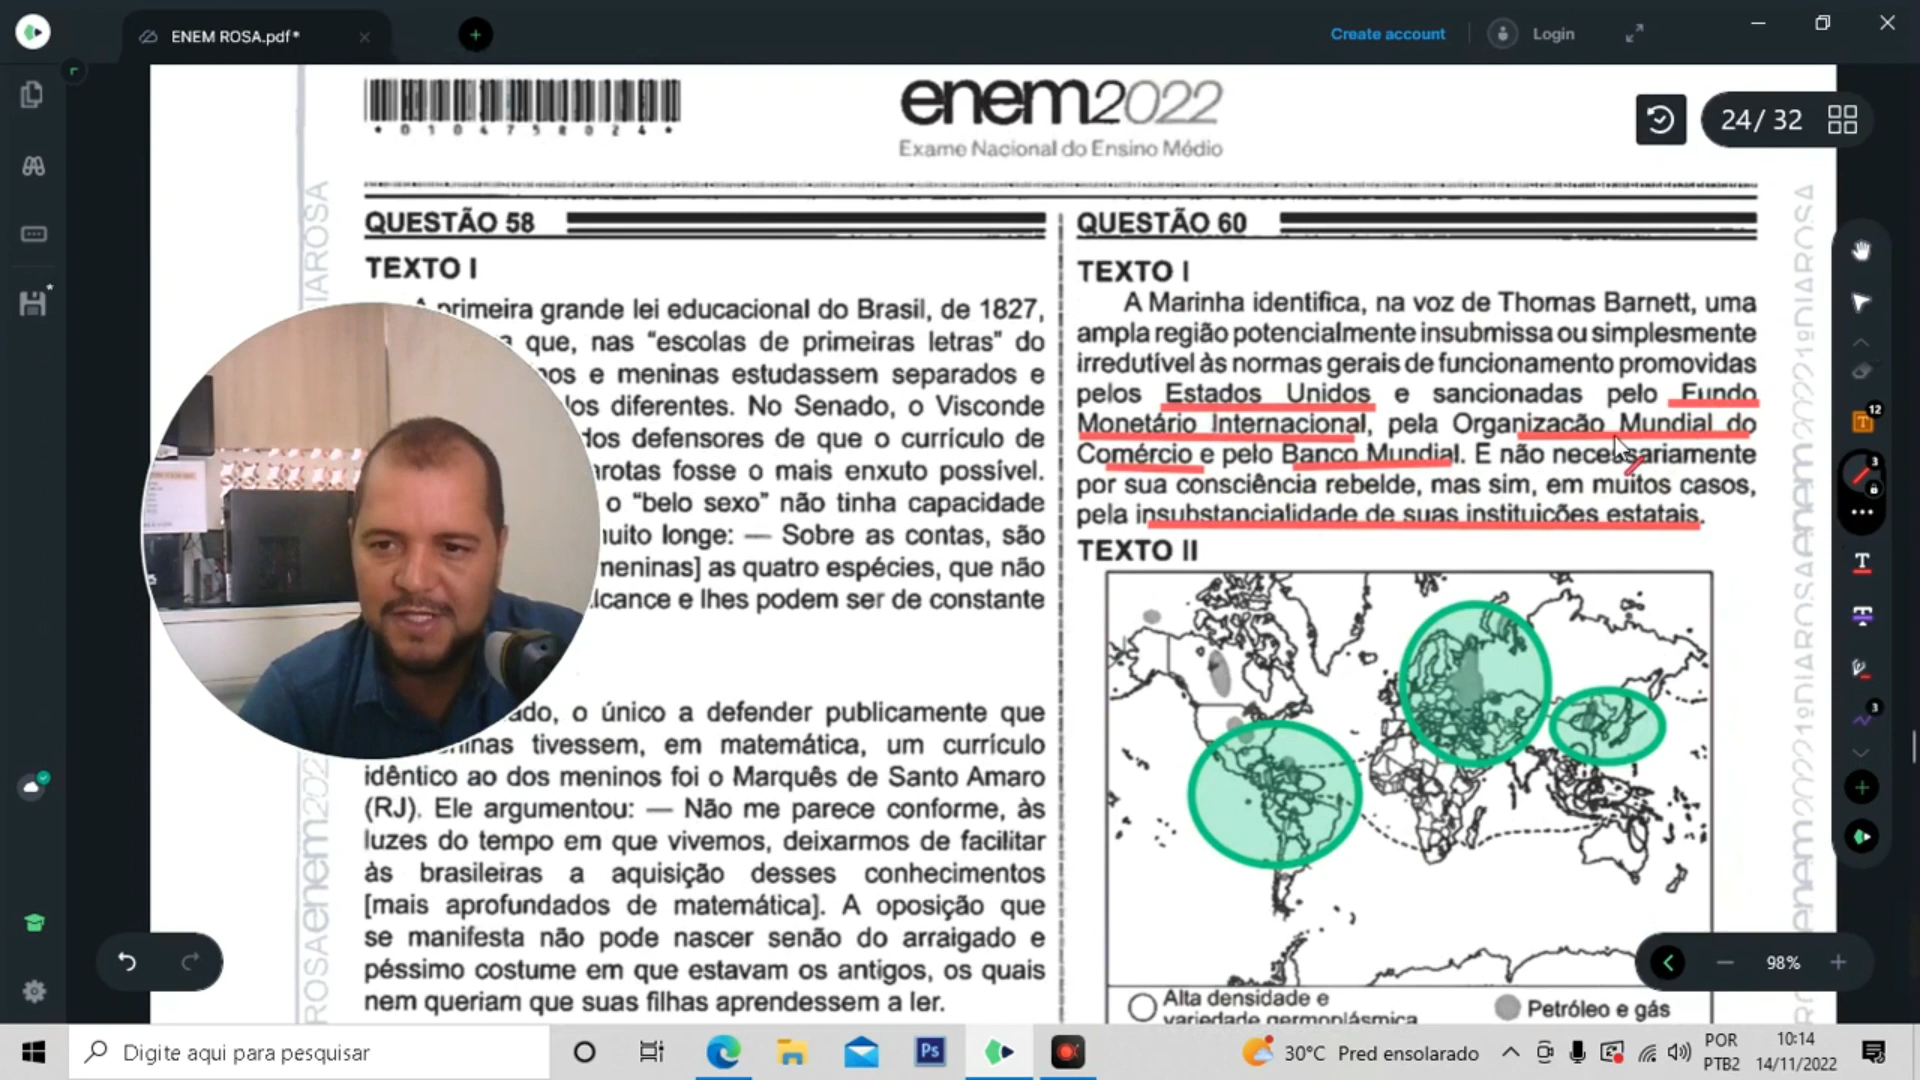 ENEM ROSA.pdf*
Create account
Login
*010475B024*
enem2022
Exame Nacional do Ensino Médio
24/ 32
QUESTÃO 58
TEXTO I
primeira grande lei educacional do Brasil, de 1827,
que, nas “escolas de primeiras letras” do
e meninas estudassem separados e
diferentes. No Senado, o Visconde
dos defensores de que o currículo de
fosse o mais enxuto possível.
o “belo sexo” não tinha capacidade
longe: — Sobre as contas, são
meninas] as quatro espécies, que não
e lhes podem ser de constante
o único a defender publicamente que
tivessem, em matemática, um currículo
idêntico ao dos meninos foi o Marquês de Santo Amaro
(RJ). Ele argumentou: — Não me parece conforme, às
luzes do tempo em que vivemos, deixarmos de facilitar
às brasileiras a aquisição desses conhecimentos
[mais aprofundados de matemática]. A oposição que
se manifesta não pode nascer senão do arraigado e
péssimo costume em que estavam os antigos, os quais
nem queriam que suas filhas aprendessem a ler.
QUESTÃO 60
TEXTO I
A Marinha identifica, na voz de Thomas Barnett, uma
ampla região potencialmente insubmissa ou simplesmente
irredutível às normas gerais de funcionamento promovidas
pelos Estados Unidos e sancionadas pelo Fundo
Monetário Internacional, pela Organização Mundial do
Comércio e pelo Banco Mundial. E não necessariamente
por sua consciência rebelde, mas sim, em muitos casos,
pela insubstancialidade de suas instituições estatais.
TEXTO II
Alta densidade e
variedade germoplásmica
Petróleo e gás
98%
12
3
T
3
Digite aqui para pesquisar
Ps
30°C Pred ensolarado
POR
PTB2
10:14
14/11/2022